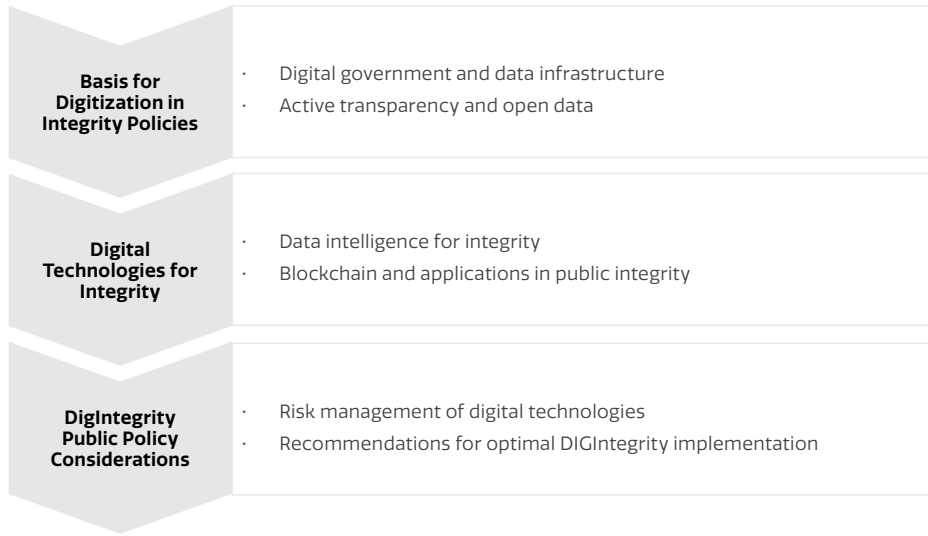 Basis for
Digitization in
Integrity Policies
· Digital government and data infrastructure
· Active transparency and open data
Digital
Technologies for
Integrity
· Data intelligence for integrity
· Blockchain and applications in public integrity
DigIntegrity
Public Policy
Considerations
· Risk management of digital technologies
· Recommendations for optimal DIGIntegrity implementation